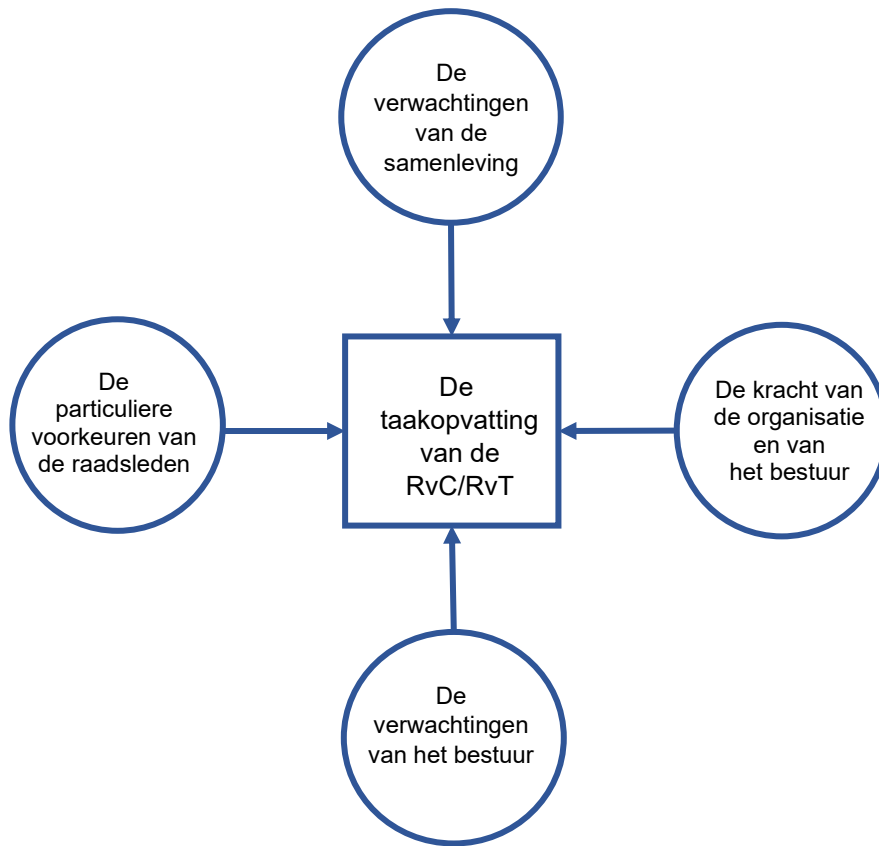 De
verwachtingen
van de
samenleving
De
particuliere
voorkeuren van
de raadsleden
De
taakopvatting
van de
RvC/RvT
De kracht van
de organisatie
en van
het bestuur
De
verwachtingen
van het bestuur